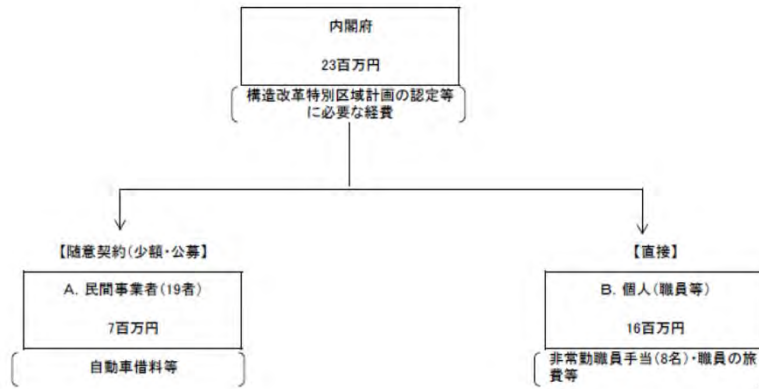 内閣府
23百万円
構造改革特別区域計画の認定等
に必要な経費
【随意契約(少額・公募】
A. 民間事業者(19者)
7百万円
自動車借料等
【直接】
B. 個人(職員等)
16百万円
非常勤職員手当(8名)・職員の旅
費等